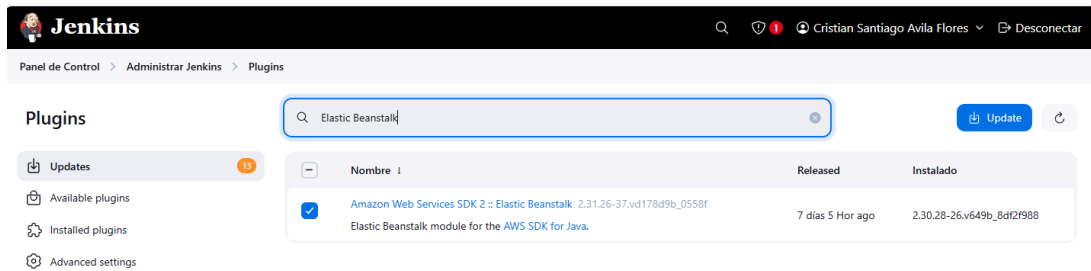 Jenkins
1
Cristian Santiago Avila Flores
Desconectar
Panel de Control > Administrar Jenkins > Plugins
Plugins
Elastic Beanstalk
Update
Updates
13
Nombre ↓
Released
Instalado
Available plugins
Amazon Web Services SDK 2 :: Elastic Beanstalk 2.31.26-37.vd178d9b_0558f
Elastic Beanstalk module for the AWS SDK for Java.
7 días 5 Hor ago
2.30.28-26.v649b_8df2f988
Installed plugins
Advanced settings